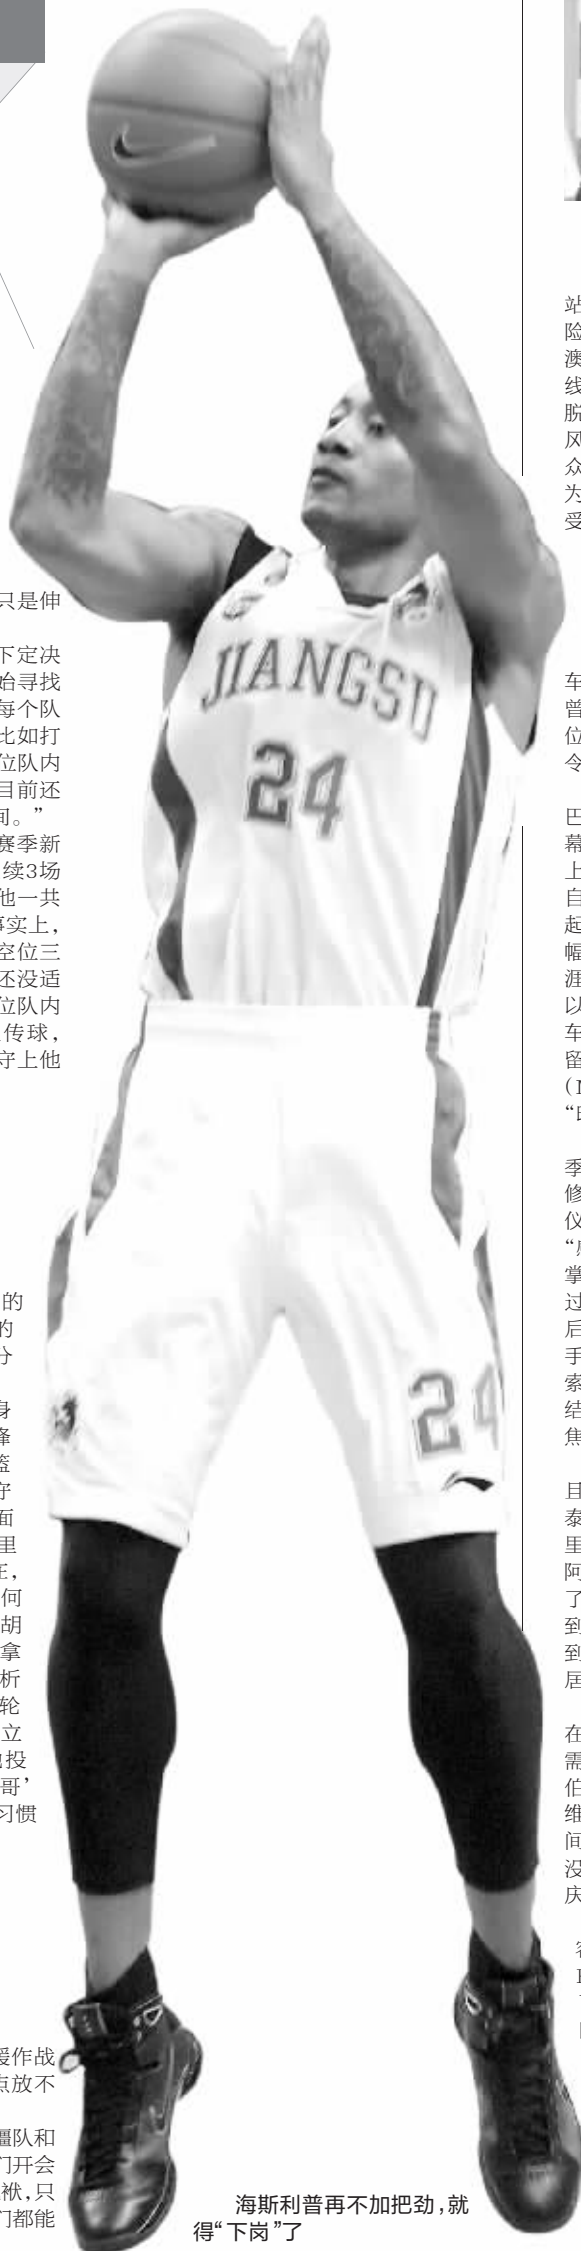 只是伸
下定决
始寻找
每个队
比如打
位队内
目前还
间。”
赛季新
续3场
他一共
事实上,
空位三
还没适
位队内
传球,
守上他
的
的
分
身
锋
篮
守
面
里
王,
何
胡
拿
析
轮
立
他投
哥’
习惯
援作战
点放不
疆队和
们开会
袱,只
们都能
JIANGSU
24
24
海斯利普再不加把劲,就
得“下岗”了
站
险
澳
线
脱
风
众
为
受
车
曾
位
令
巴
幕
上
自
起
幅
涯
以
车
留
季
修
仪
“感
掌
过
后
手
索
结
焦
且
泰
里
阿
了
到
到
居
在
需
伯
维
间
没
庆